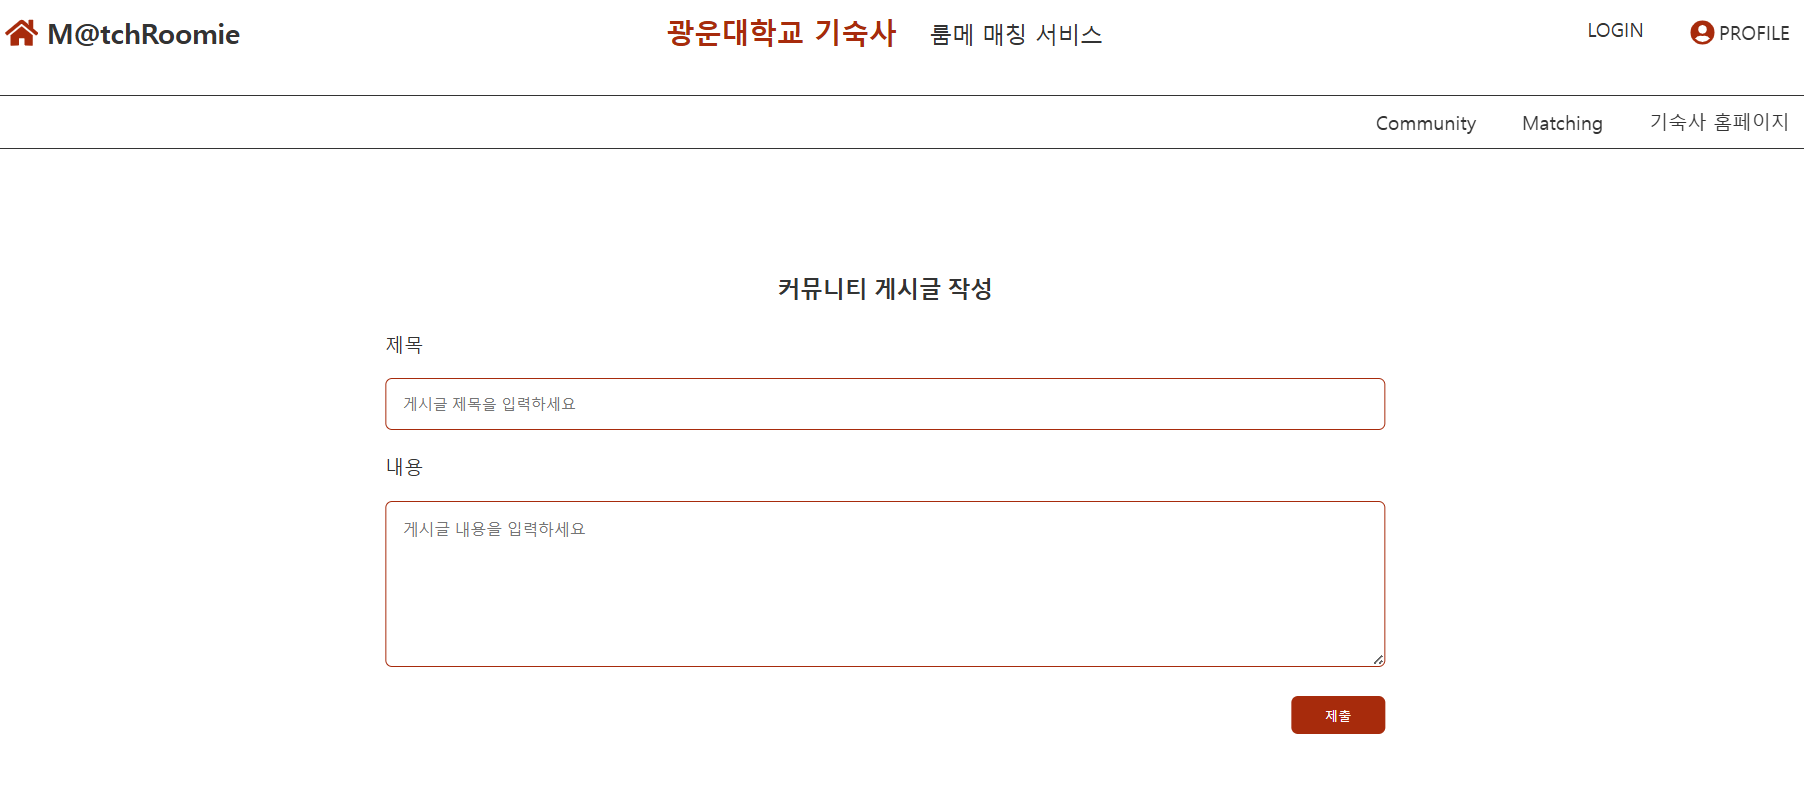 M@tchRoomie 광운대학교 기숙사 룸메 매칭 서비스 LOGIN PROFILE
Community Matching 기숙사 홈페이지
커뮤니티 게시글 작성
제목
게시글 제목을 입력하세요
내용
게시글 내용을 입력하세요
제출